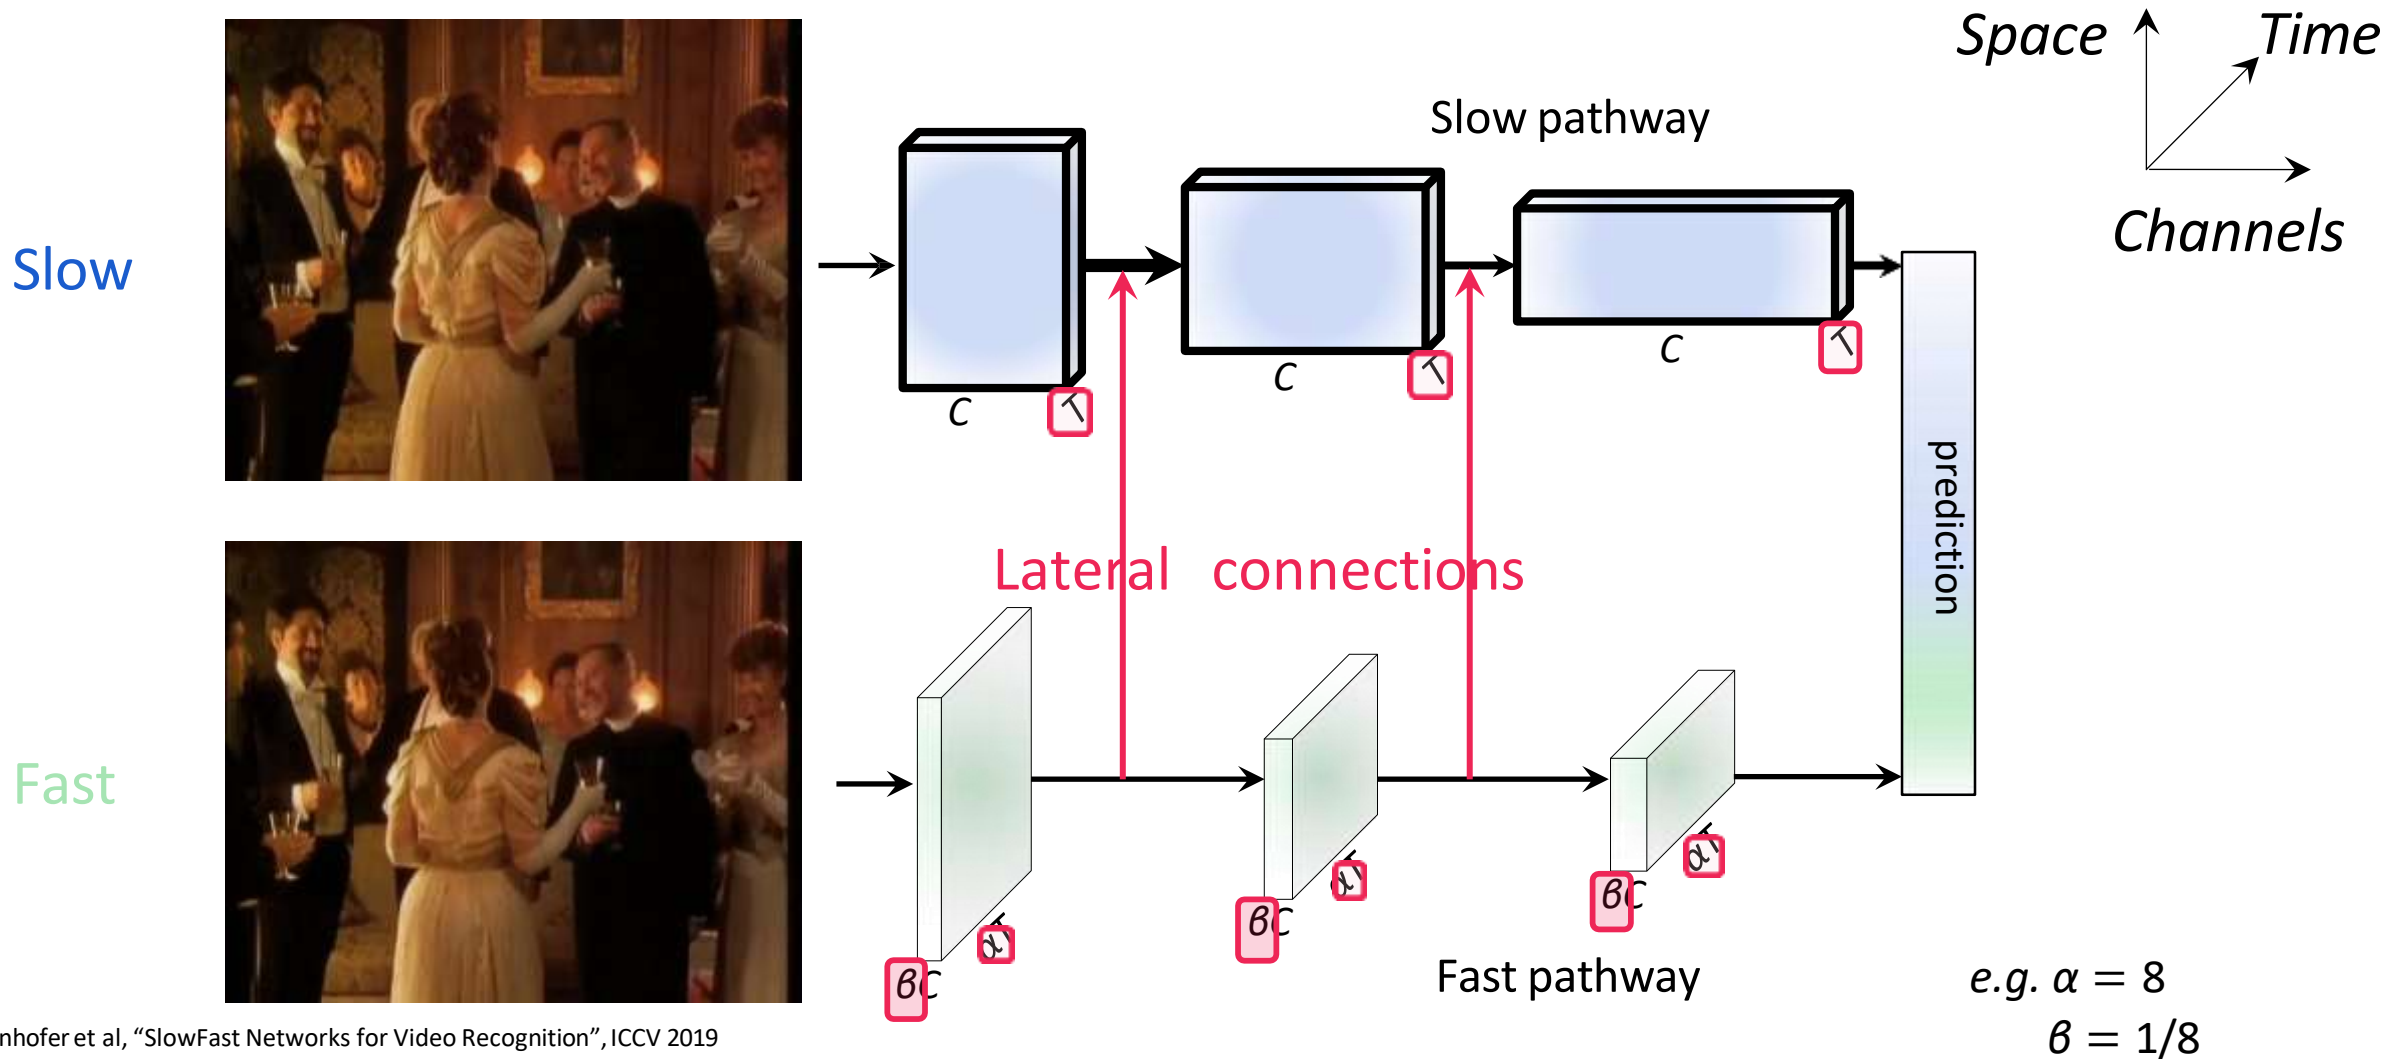 Space
Time
Channels
Slow pathway
Slow
C
T
C
T
C
T
prediction
Lateral connections
Fast
βC
αT
βC
αT
βC
αT
Fast pathway
e.g. α = 8
β = 1/8
nhofer et al, “SlowFast Networks for Video Recognition”, ICCV 2019